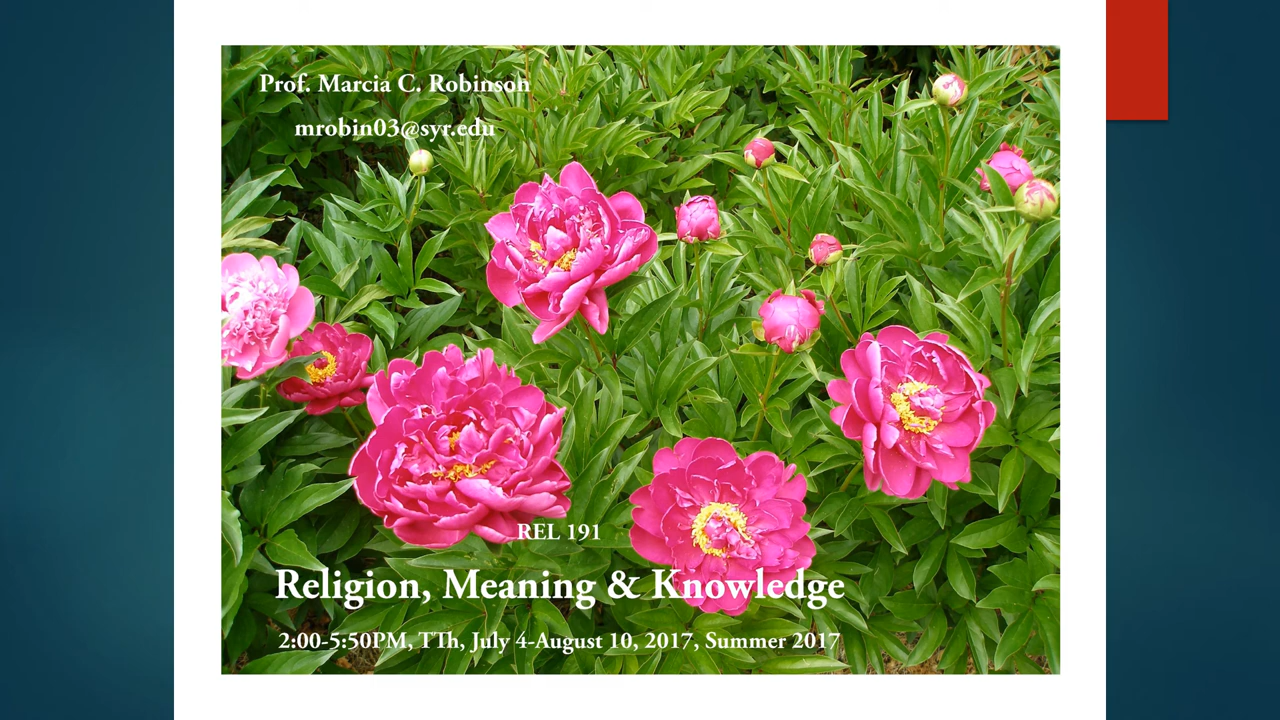 Prof. Marcia C. Robinson
mrobin03@syr.edu
REL 191
Religion, Meaning & Knowledge
2:00-5:50PM, TTh, July 4-August 10, 2017, Summer 2017